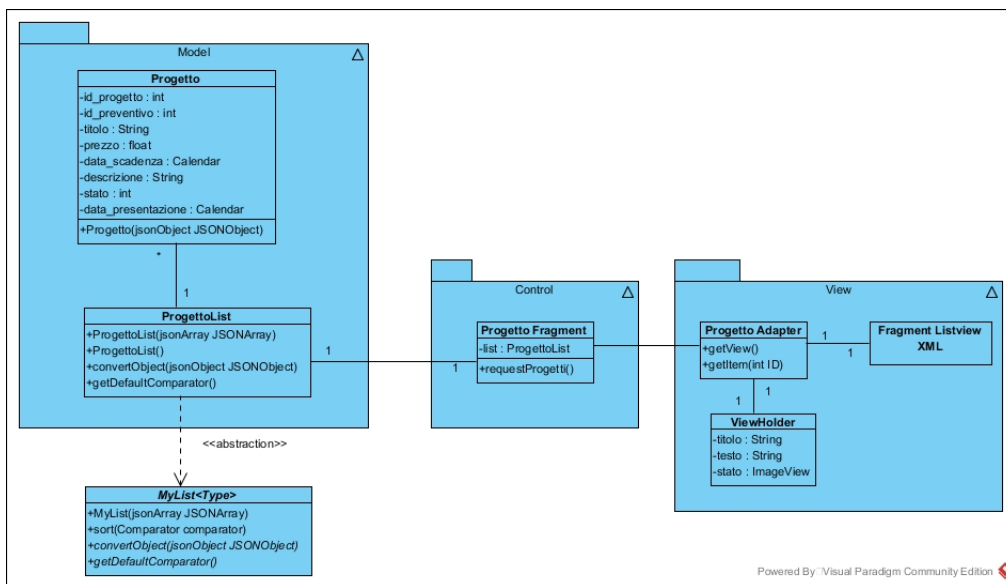 Model
Progetto
-id_progetto : int
-id_preventivo : int
-titolo : String
-prezzo : float
-data_scadenza : Calendar
-descrizione : String
-stato : int
-data_presentazione : Calendar
+Progetto(jsonObject JSONObject)
*
1
ProgettoList
+ProgettoList(jsonArray JSONArray)
+ProgettoList()
+convertObject(jsonObject JSONObject)
+getDefaultComparator()
1
<<abstraction>>
MyList<Type>
+MyList(jsonArray JSONArray)
+sort(Comparator comparator)
+convertObject(jsonObject JSONObject)
+getDefaultComparator()
Control
Progetto Fragment
-list : ProgettoList
+requestProgetti()
1
View
Progetto Adapter
+getView()
+getItem(int ID)
1
1
Fragment Listview
XML
1
1
ViewHolder
-titolo : String
-testo : String
-stato : ImageView
Powered By Visual Paradigm Community Edition